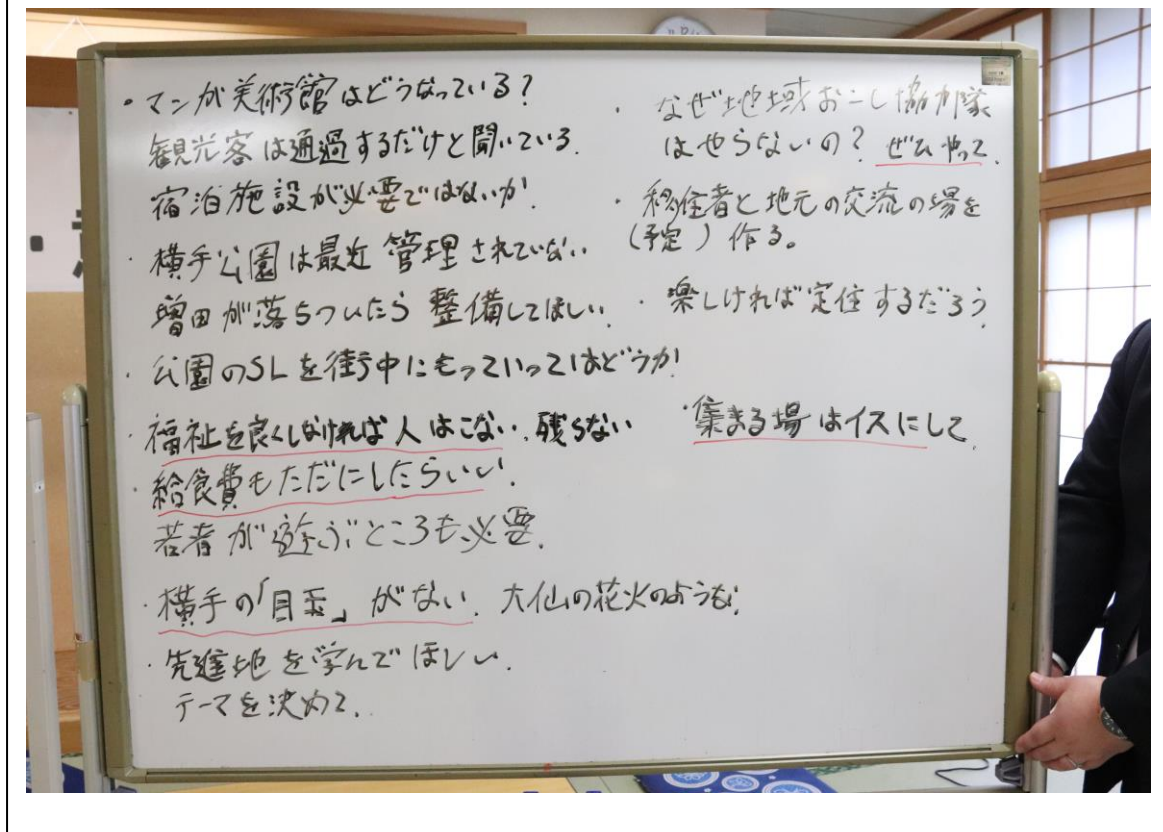 ・マンが美術館はどうなっている?
観光客は通過するだけと聞いている.
宿泊施設が必要ではないか!
・横手公園は最近管理されていない
増田が落ちついたら整備してほしい.
・公園のSLを街中にもっていってはどうか!
・福祉を良くしなければ人はこない.残らない
・給食費もただにしたらいい.
若者が遊ぶところも必要.
・横手の「目玉」がない.大仙の花火のような;
・先進地を学んでほしい.
テーマを決めて.
・なぜ地域おこし協力隊
はやらないの?ぜひやって.
・移住者と地元の交流の場を
(予定)作る。
・楽しければ定住するだろう.
・集まる場はイスにして.